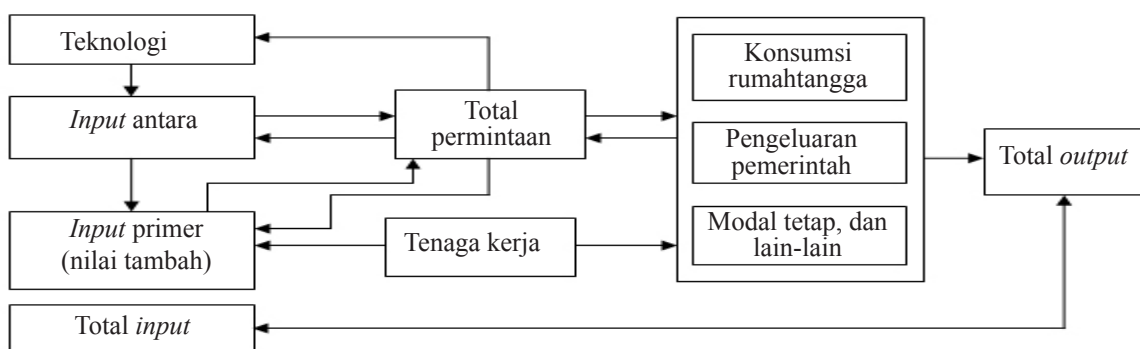 Teknologi
Input antara
Input primer
(nilai tambah)
Total input
Total
permintaan
Tenaga kerja
Konsumsi
rumahtangga
Pengeluaran
pemerintah
Modal tetap, dan
lain-lain
Total output